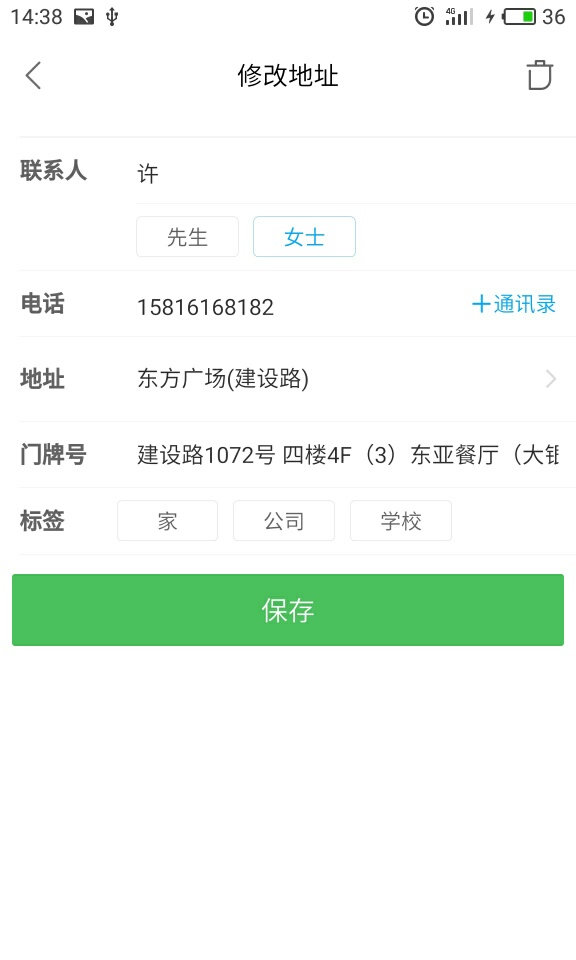 14:38 4G 36
修改地址
联系人 许
先生 女士
电话 15816168182 +通讯录
地址 东方广场(建设路)
门牌号 建设路1072号 四楼4F（3）东亚餐厅（大
标签 家 公司 学校
保存